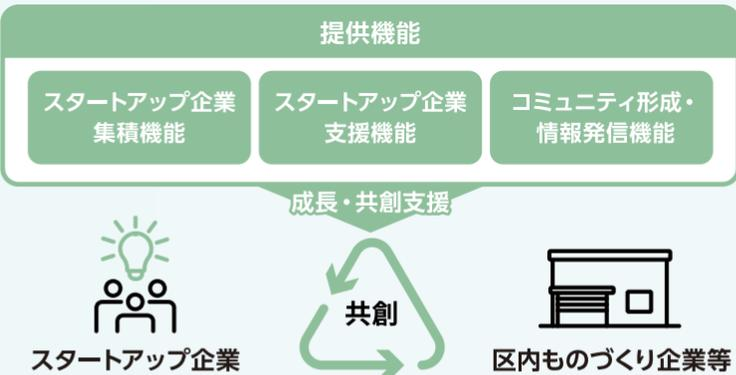 提供機能
スタートアップ企業
集積機能
スタートアップ企業
支援機能
コミュニティ形成・
情報発信機能
成長・共創支援
共創
スタートアップ企業
区内ものづくり企業等